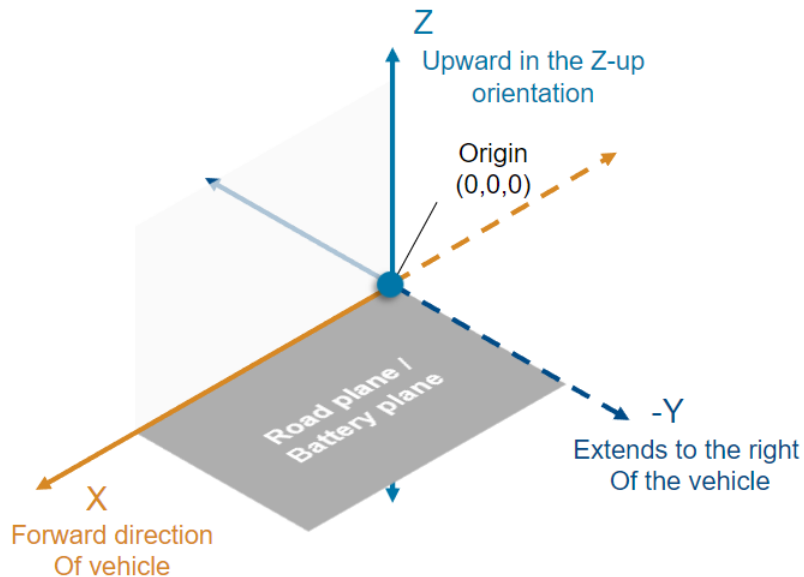 Z
Upward in the Z-up
orientation
Origin
(0,0,0)
Road plane /
Battery plane
-Y
Extends to the right
Of the vehicle
X
Forward direction
Of vehicle